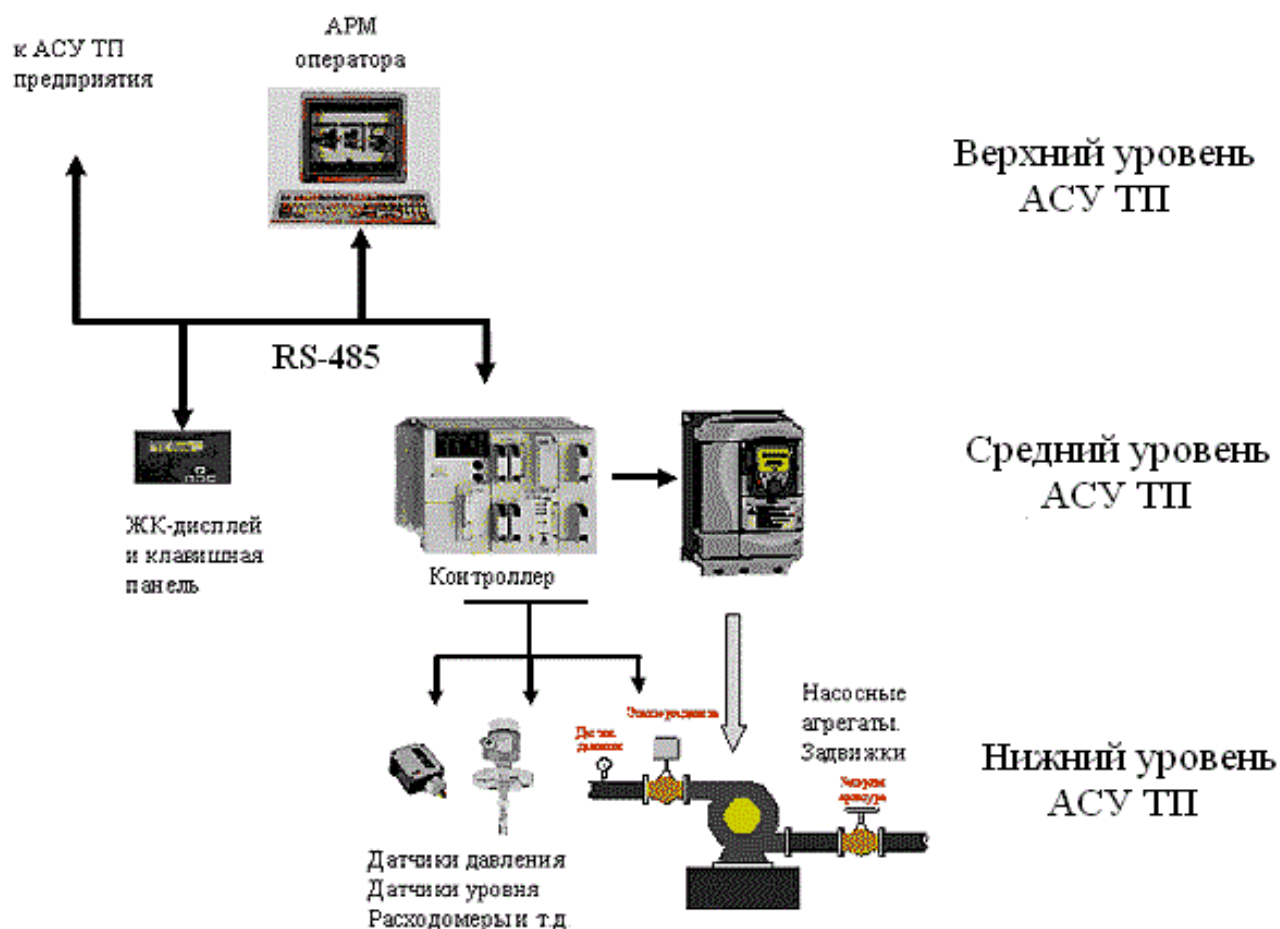 АРМ
оператора
к АСУ ТП
предприятия
Верхний уровень
АСУ ТП
RS-485
Средний уровень
АСУ ТП
ЖК-дисплей
и клавишная
панель
Контроллер
Насосные
агрегаты.
Задвижки
Нижний уровень
АСУ ТП
Датчики давления
Датчики уровня
Расходомеры и т.д.